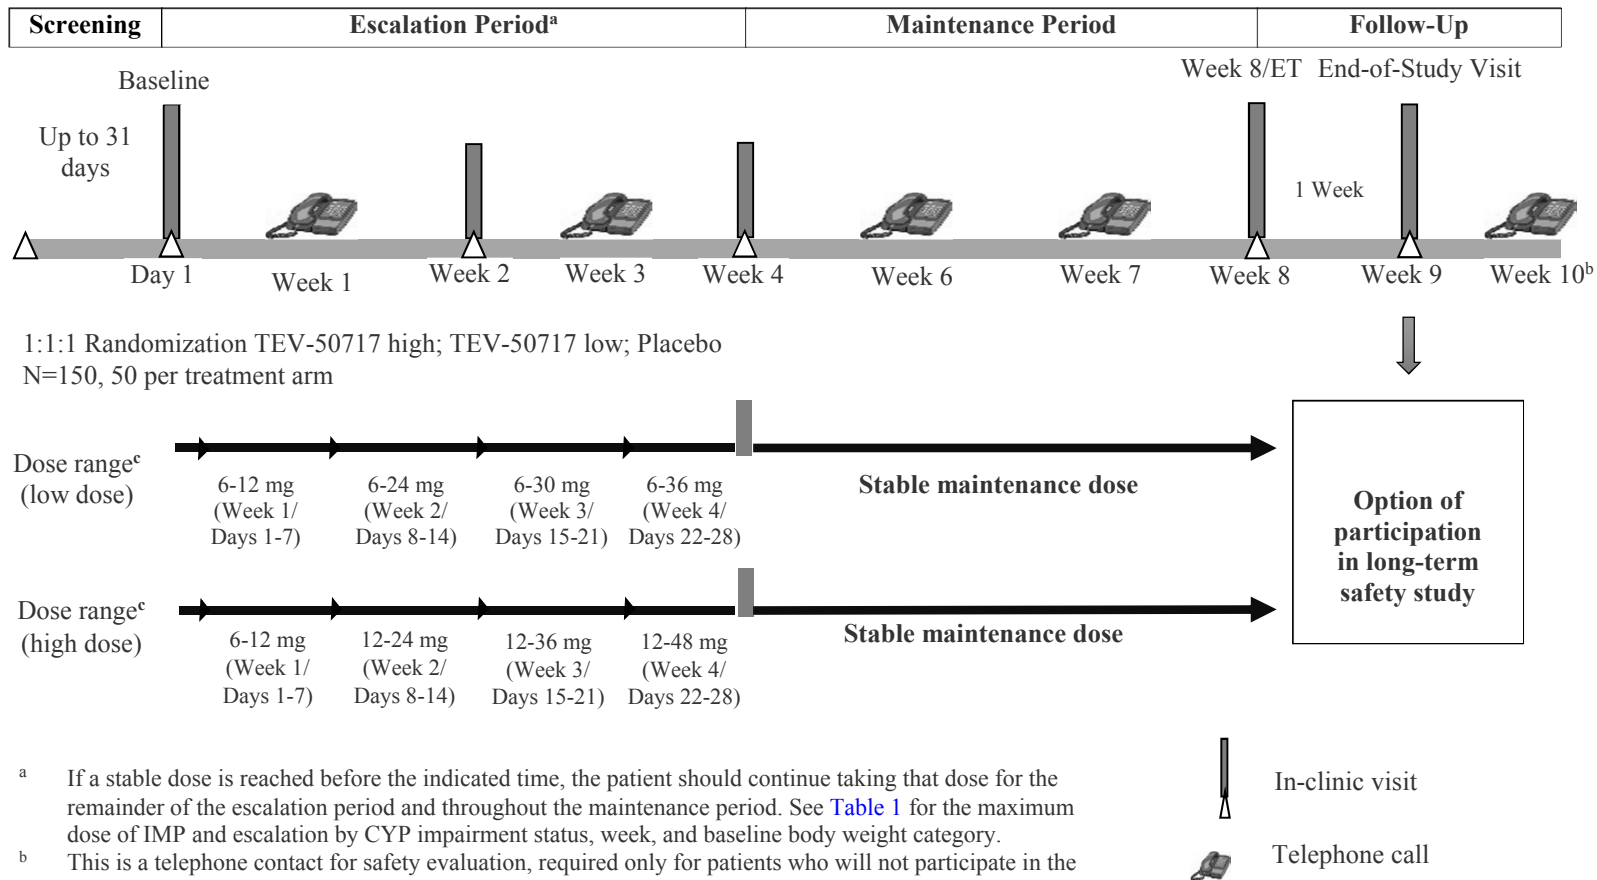 Screening Escalation Periodᵃ Maintenance Period Follow-Up
Baseline
Week 8/ET End-of-Study Visit
Up to 31
days
1 Week
Day 1 Week 1 Week 2 Week 3 Week 4 Week 6 Week 7 Week 8 Week 9 Week 10ᵇ
1:1:1 Randomization TEV-50717 high; TEV-50717 low; Placebo
N=150, 50 per treatment arm
Dose rangeᶜ
(low dose)
6-12 mg
(Week 1/
Days 1-7)
6-24 mg
(Week 2/
Days 8-14)
6-30 mg
(Week 3/
Days 15-21)
6-36 mg
(Week 4/
Days 22-28)
Stable maintenance dose
Dose rangeᶜ
(high dose)
6-12 mg
(Week 1/
Days 1-7)
12-24 mg
(Week 2/
Days 8-14)
12-36 mg
(Week 3/
Days 15-21)
12-48 mg
(Week 4/
Days 22-28)
Stable maintenance dose
Option of
participation
in long-term
safety study
ᵃ If a stable dose is reached before the indicated time, the patient should continue taking that dose for the
remainder of the escalation period and throughout the maintenance period. See Table 1 for the maximum
dose of IMP and escalation by CYP impairment status, week, and baseline body weight category.
ᵇ This is a telephone contact for safety evaluation, required only for patients who will not participate in the
In-clinic visit
Telephone call